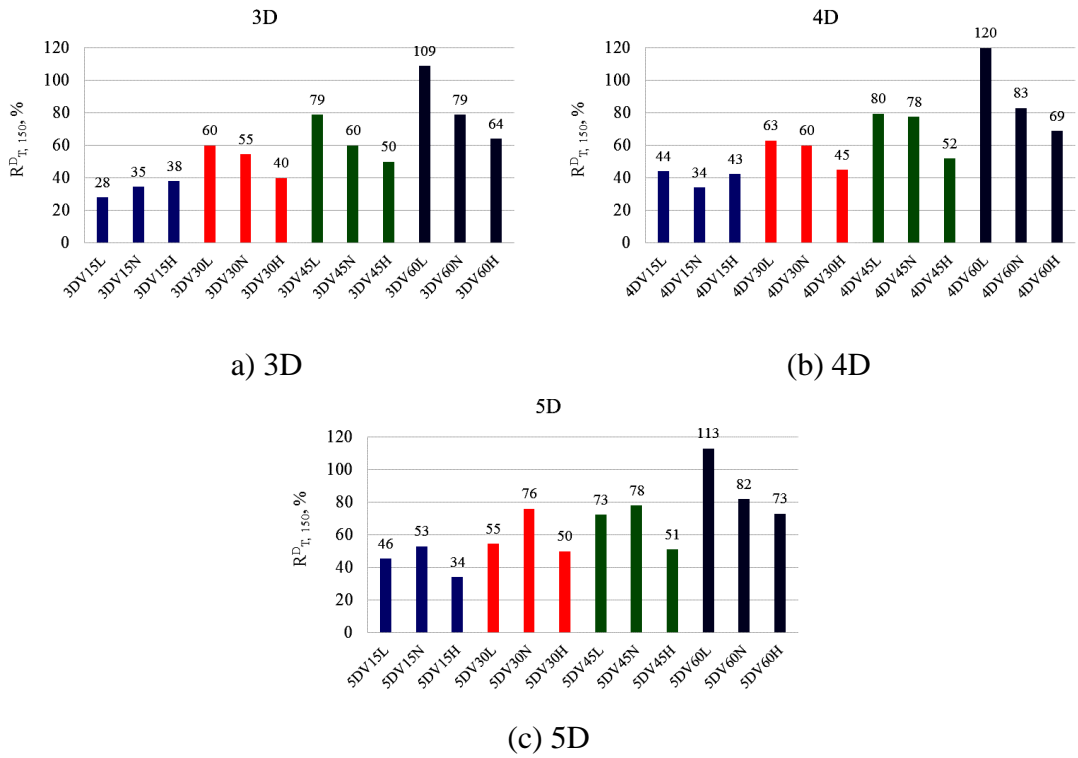 3D
R^D_T, 150, %
120
100
80
60
40
20
0
28
35
38
60
55
40
79
60
50
109
79
64
3DV15L
3DV15N
3DV15H
3DV30L
3DV30N
3DV30H
3DV45L
3DV45N
3DV45H
3DV60L
3DV60N
3DV60H
a) 3D
4D
R^D_T, 150, %
120
100
80
60
40
20
0
44
34
43
63
60
45
80
78
52
120
83
69
4DV15L
4DV15N
4DV15H
4DV30L
4DV30N
4DV30H
4DV45L
4DV45N
4DV45H
4DV60L
4DV60N
4DV60H
(b) 4D
5D
R^D_T, 150, %
120
100
80
60
40
20
0
46
53
34
55
76
50
73
78
51
113
82
73
5DV15L
5DV15N
5DV15H
5DV30L
5DV30N
5DV30H
5DV45L
5DV45N
5DV45H
5DV60L
5DV60N
5DV60H
(c) 5D